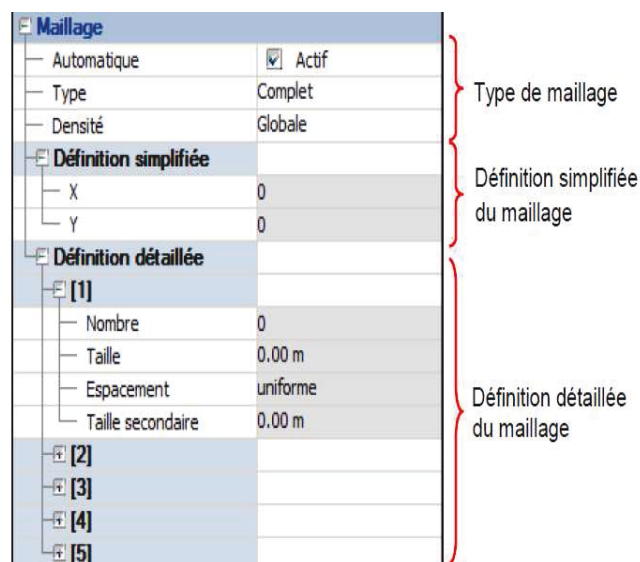 Maillage
Automatique Actif
Type Complet
Densité Globale
Définition simplifiée
X 0
Y 0
Définition détaillée
[1]
Nombre 0
Taille 0.00 m
Espacement uniforme
Taille secondaire 0.00 m
[2]
[3]
[4]
[5]
Type de maillage
Définition simplifiée
du maillage
Définition détaillée
du maillage